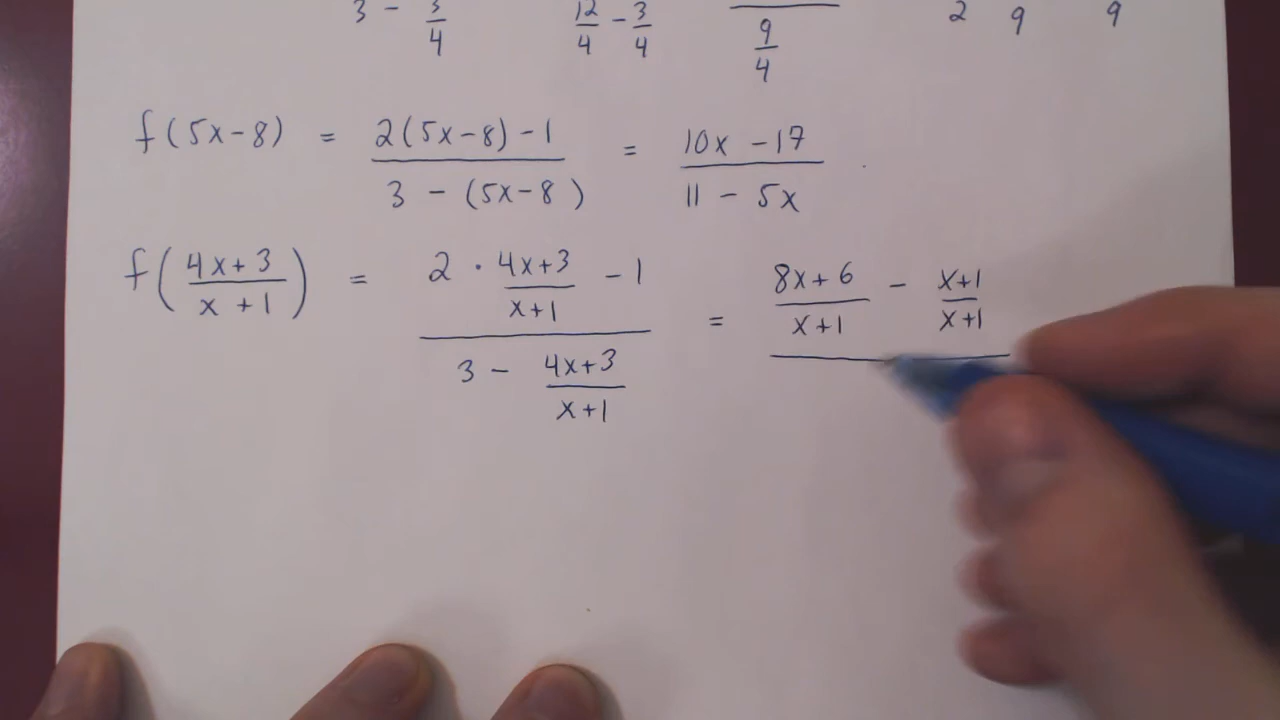 3 - 3/4   12/4 - 3/4   9/4   2 9 9
f(5x-8) = (2(5x-8)-1)/(3 - (5x-8)) = (10x - 17)/(11 - 5x)
f((4x+3)/(x+1)) = (2 · (4x+3)/(x+1) - 1)/(3 - (4x+3)/(x+1)) = (8x+6)/(x+1) - (x+1)/(x+1)